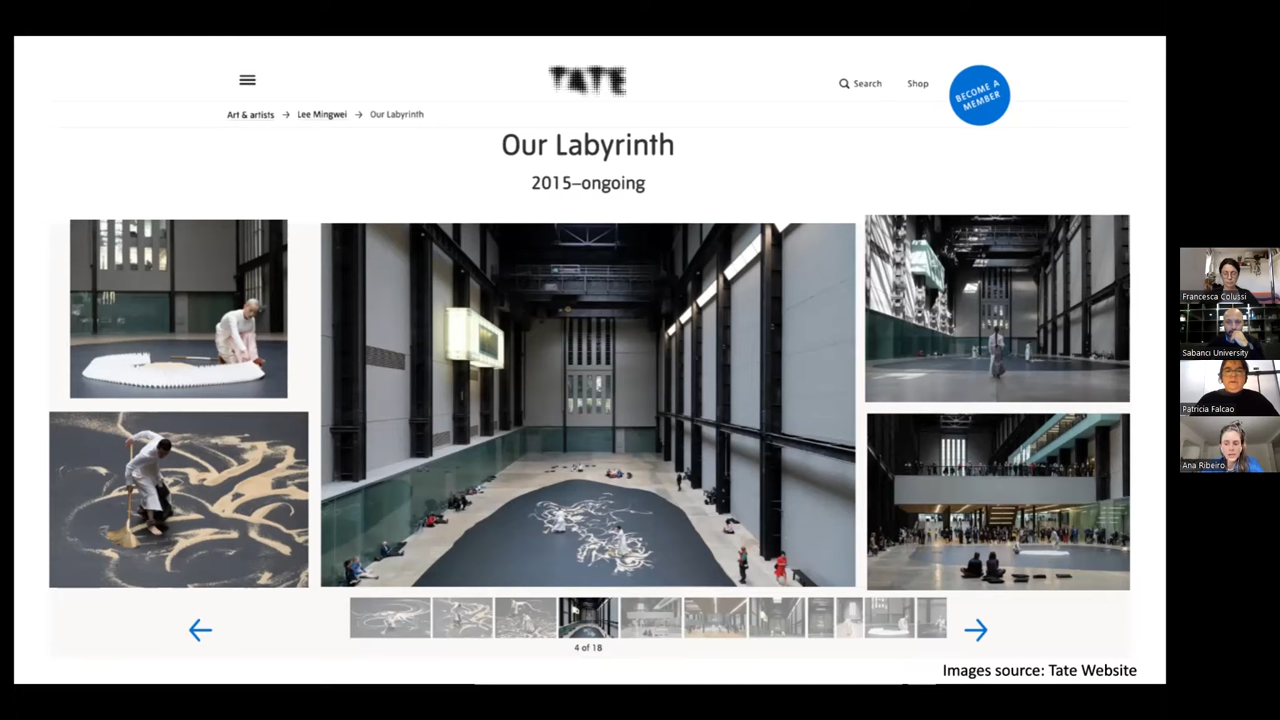 TATE
Search
Shop
BECOME A
MEMBER
Art & artists → Lee Mingwei → Our Labyrinth
Our Labyrinth
2015–ongoing
4 of 18
Images source: Tate Website
Francesca Colussi
Sabancı University
Patricia Falcao
Ana Ribeiro